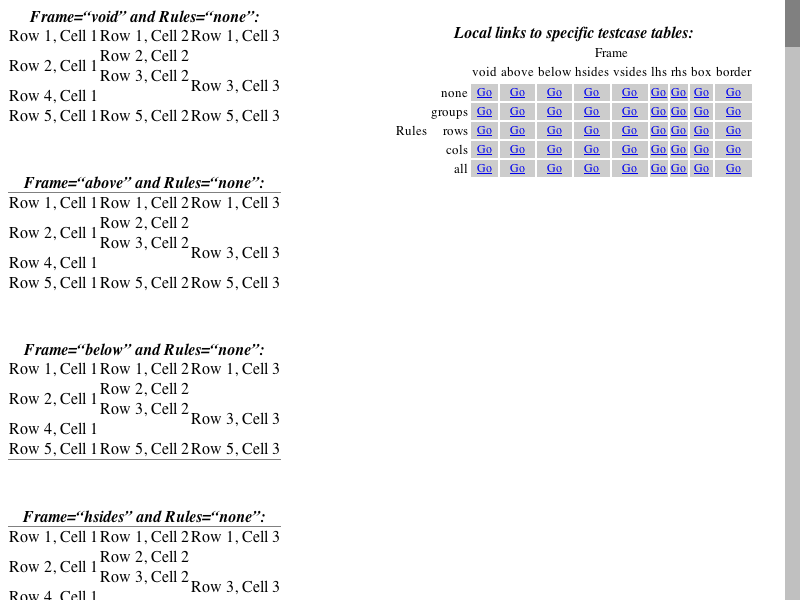 Frame=“void” and Rules=“none”:
Row 1, Cell 1 Row 1, Cell 2 Row 1, Cell 3
Row 2, Cell 1 Row 2, Cell 2
Row 3, Cell 2 Row 3, Cell 3
Row 4, Cell 1
Row 5, Cell 1 Row 5, Cell 2 Row 5, Cell 3
Frame=“above” and Rules=“none”:
Row 1, Cell 1 Row 1, Cell 2 Row 1, Cell 3
Row 2, Cell 1 Row 2, Cell 2
Row 3, Cell 2 Row 3, Cell 3
Row 4, Cell 1
Row 5, Cell 1 Row 5, Cell 2 Row 5, Cell 3
Frame=“below” and Rules=“none”:
Row 1, Cell 1 Row 1, Cell 2 Row 1, Cell 3
Row 2, Cell 1 Row 2, Cell 2
Row 3, Cell 2 Row 3, Cell 3
Row 4, Cell 1
Row 5, Cell 1 Row 5, Cell 2 Row 5, Cell 3
Frame=“hsides” and Rules=“none”:
Row 1, Cell 1 Row 1, Cell 2 Row 1, Cell 3
Row 2, Cell 1 Row 2, Cell 2
Row 3, Cell 2 Row 3, Cell 3
Row 4, Cell 1
Local links to specific testcase tables:
Frame
void above below hsides vsides lhs rhs box border
none Go Go Go Go Go Go Go Go Go
groups Go Go Go Go Go Go Go Go Go
Rules rows Go Go Go Go Go Go Go Go Go
cols Go Go Go Go Go Go Go Go Go
all Go Go Go Go Go Go Go Go Go